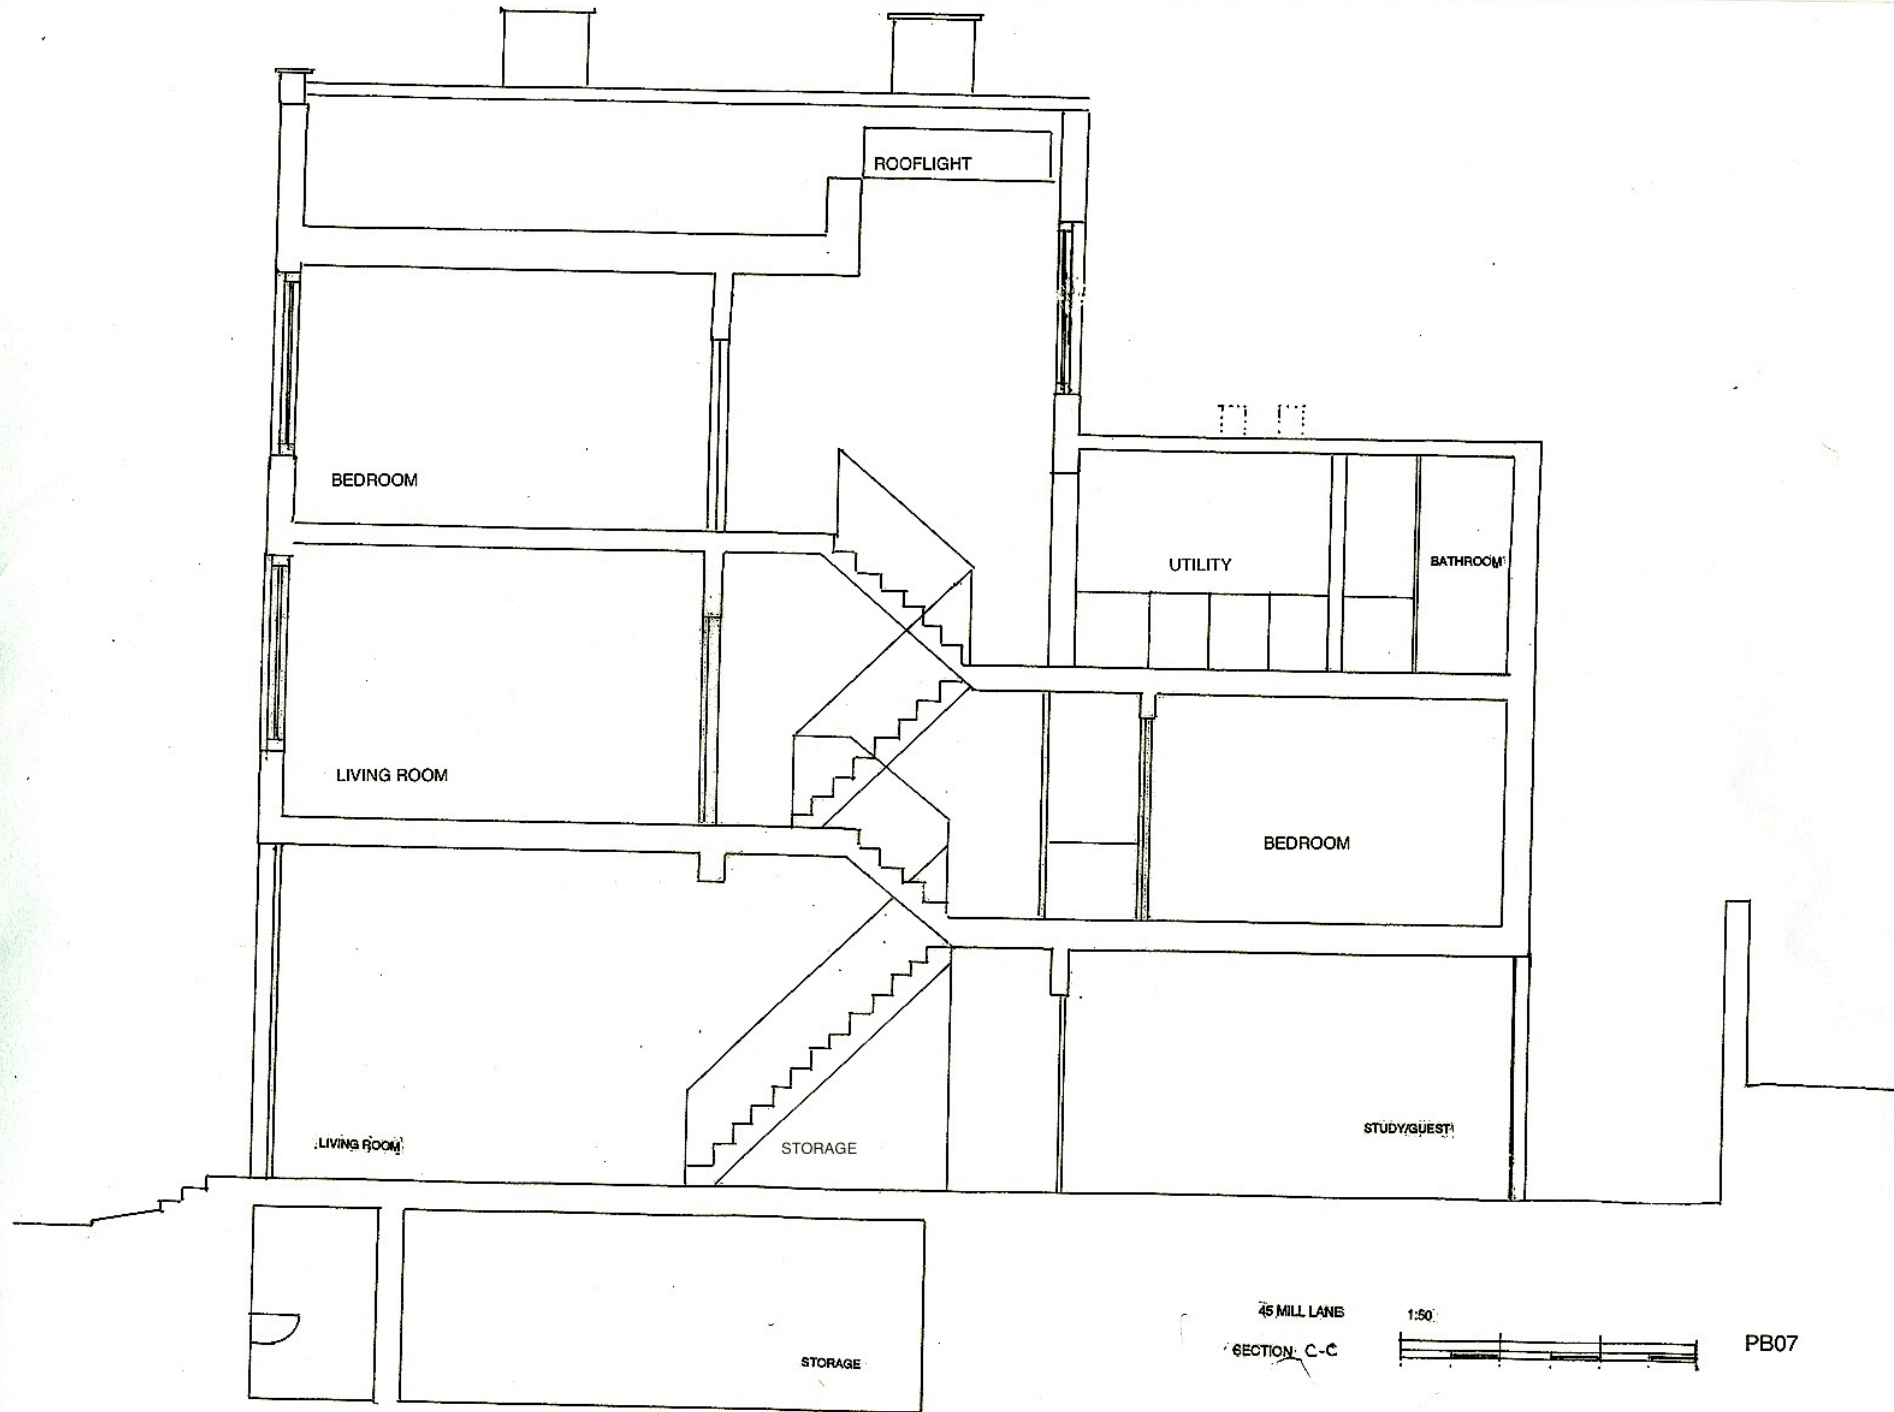 ROOFLIGHT
BEDROOM
UTILITY
BATHROOM
LIVING ROOM
BEDROOM
LIVING ROOM
STORAGE
STUDY/GUEST
STORAGE
45 MILL LANE
1:50
SECTION C-C
PB07